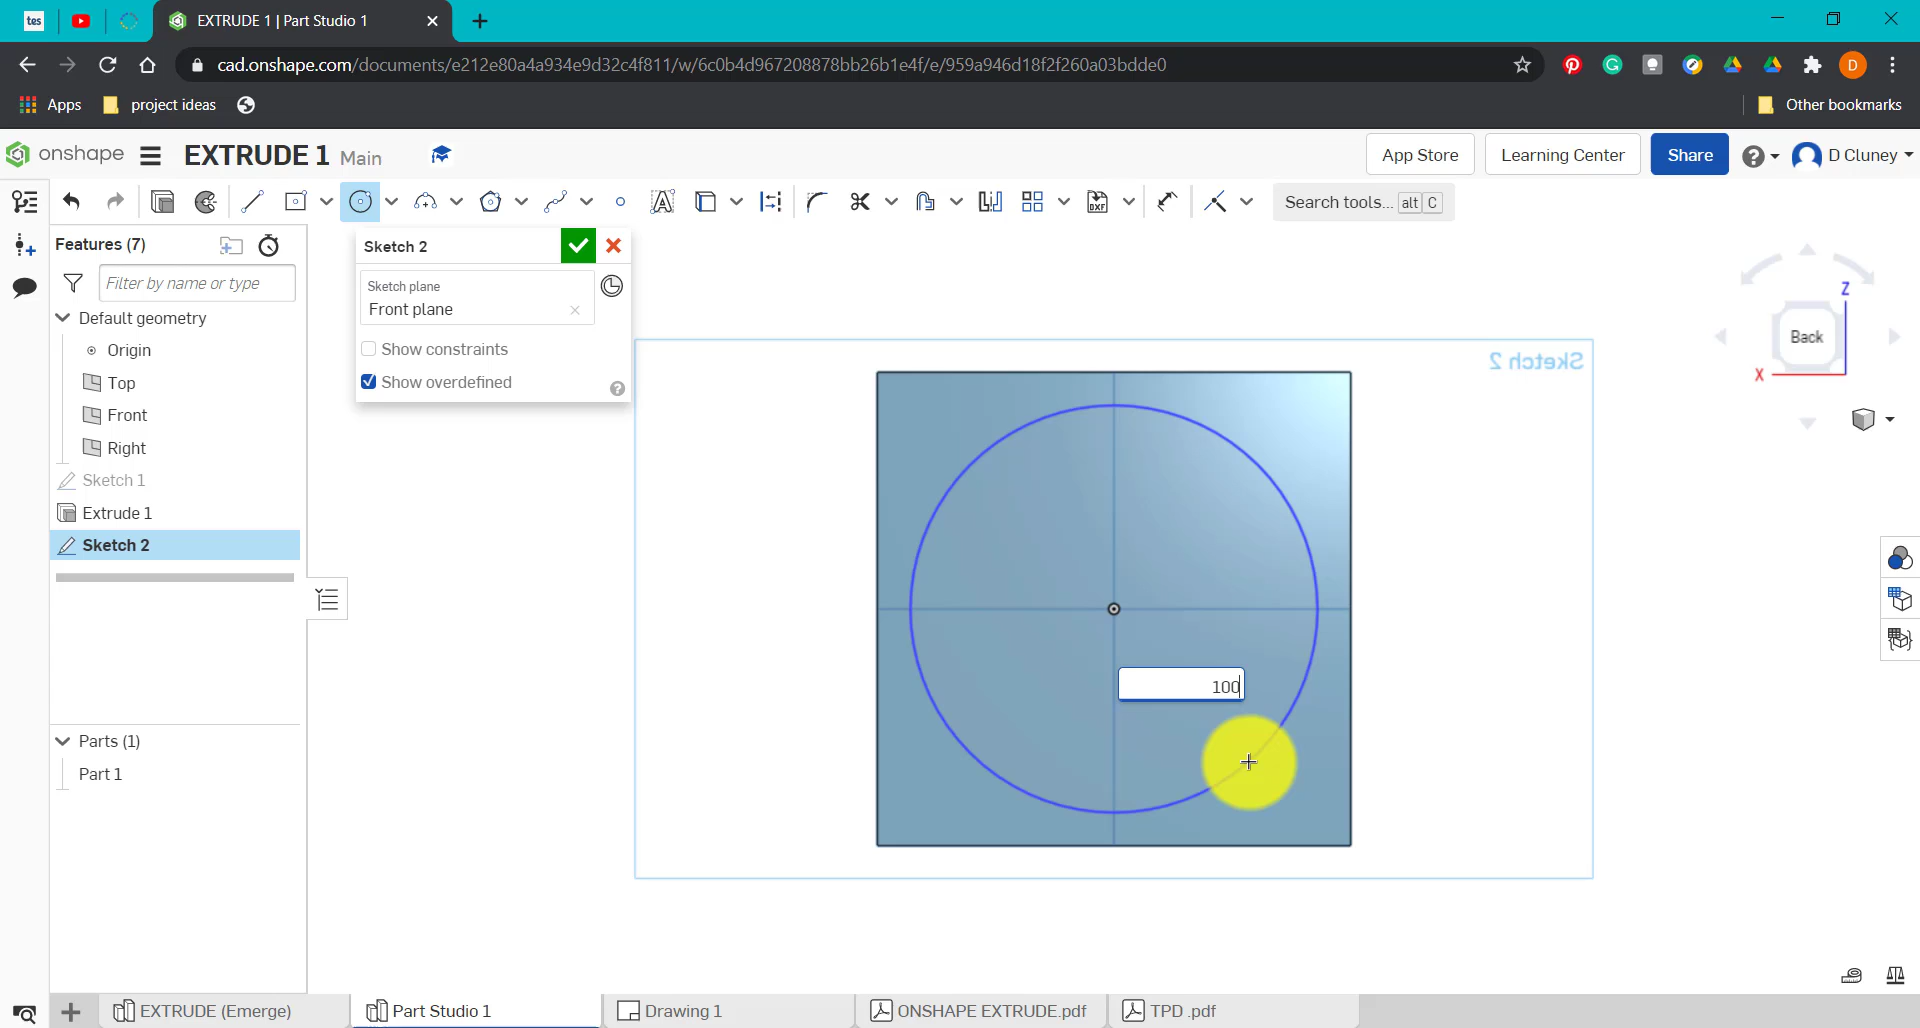 tes
EXTRUDE 1 | Part Studio 1
cad.onshape.com/documents/e212e80a4a934e9d32c4f811/w/6c0b4d967208878bb26b1e4f/e/959a946d18f2f260a03bdde0
D
Apps
project ideas
Other bookmarks
onshape
EXTRUDE 1 Main
App Store
Learning Center
Share
D Cluney
Search tools... alt C
Features (7)
Filter by name or type
Default geometry
Origin
Top
Front
Right
Sketch 1
Extrude 1
Sketch 2
Parts (1)
Part 1
Sketch 2
Sketch plane
Front plane
Show constraints
Show overdefined
Sketch 2
100
Z
Back
X
EXTRUDE (Emerge)
Part Studio 1
Drawing 1
ONSHAPE EXTRUDE.pdf
TPD .pdf